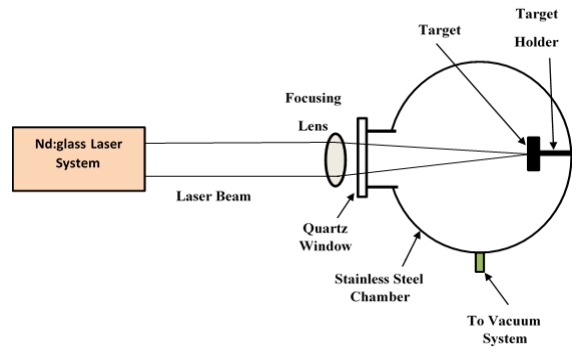 Target
Target
Holder
Focusing
Lens
Nd:glass Laser
System
Laser Beam
Quartz
Window
Stainless Steel
Chamber
To Vacuum
System